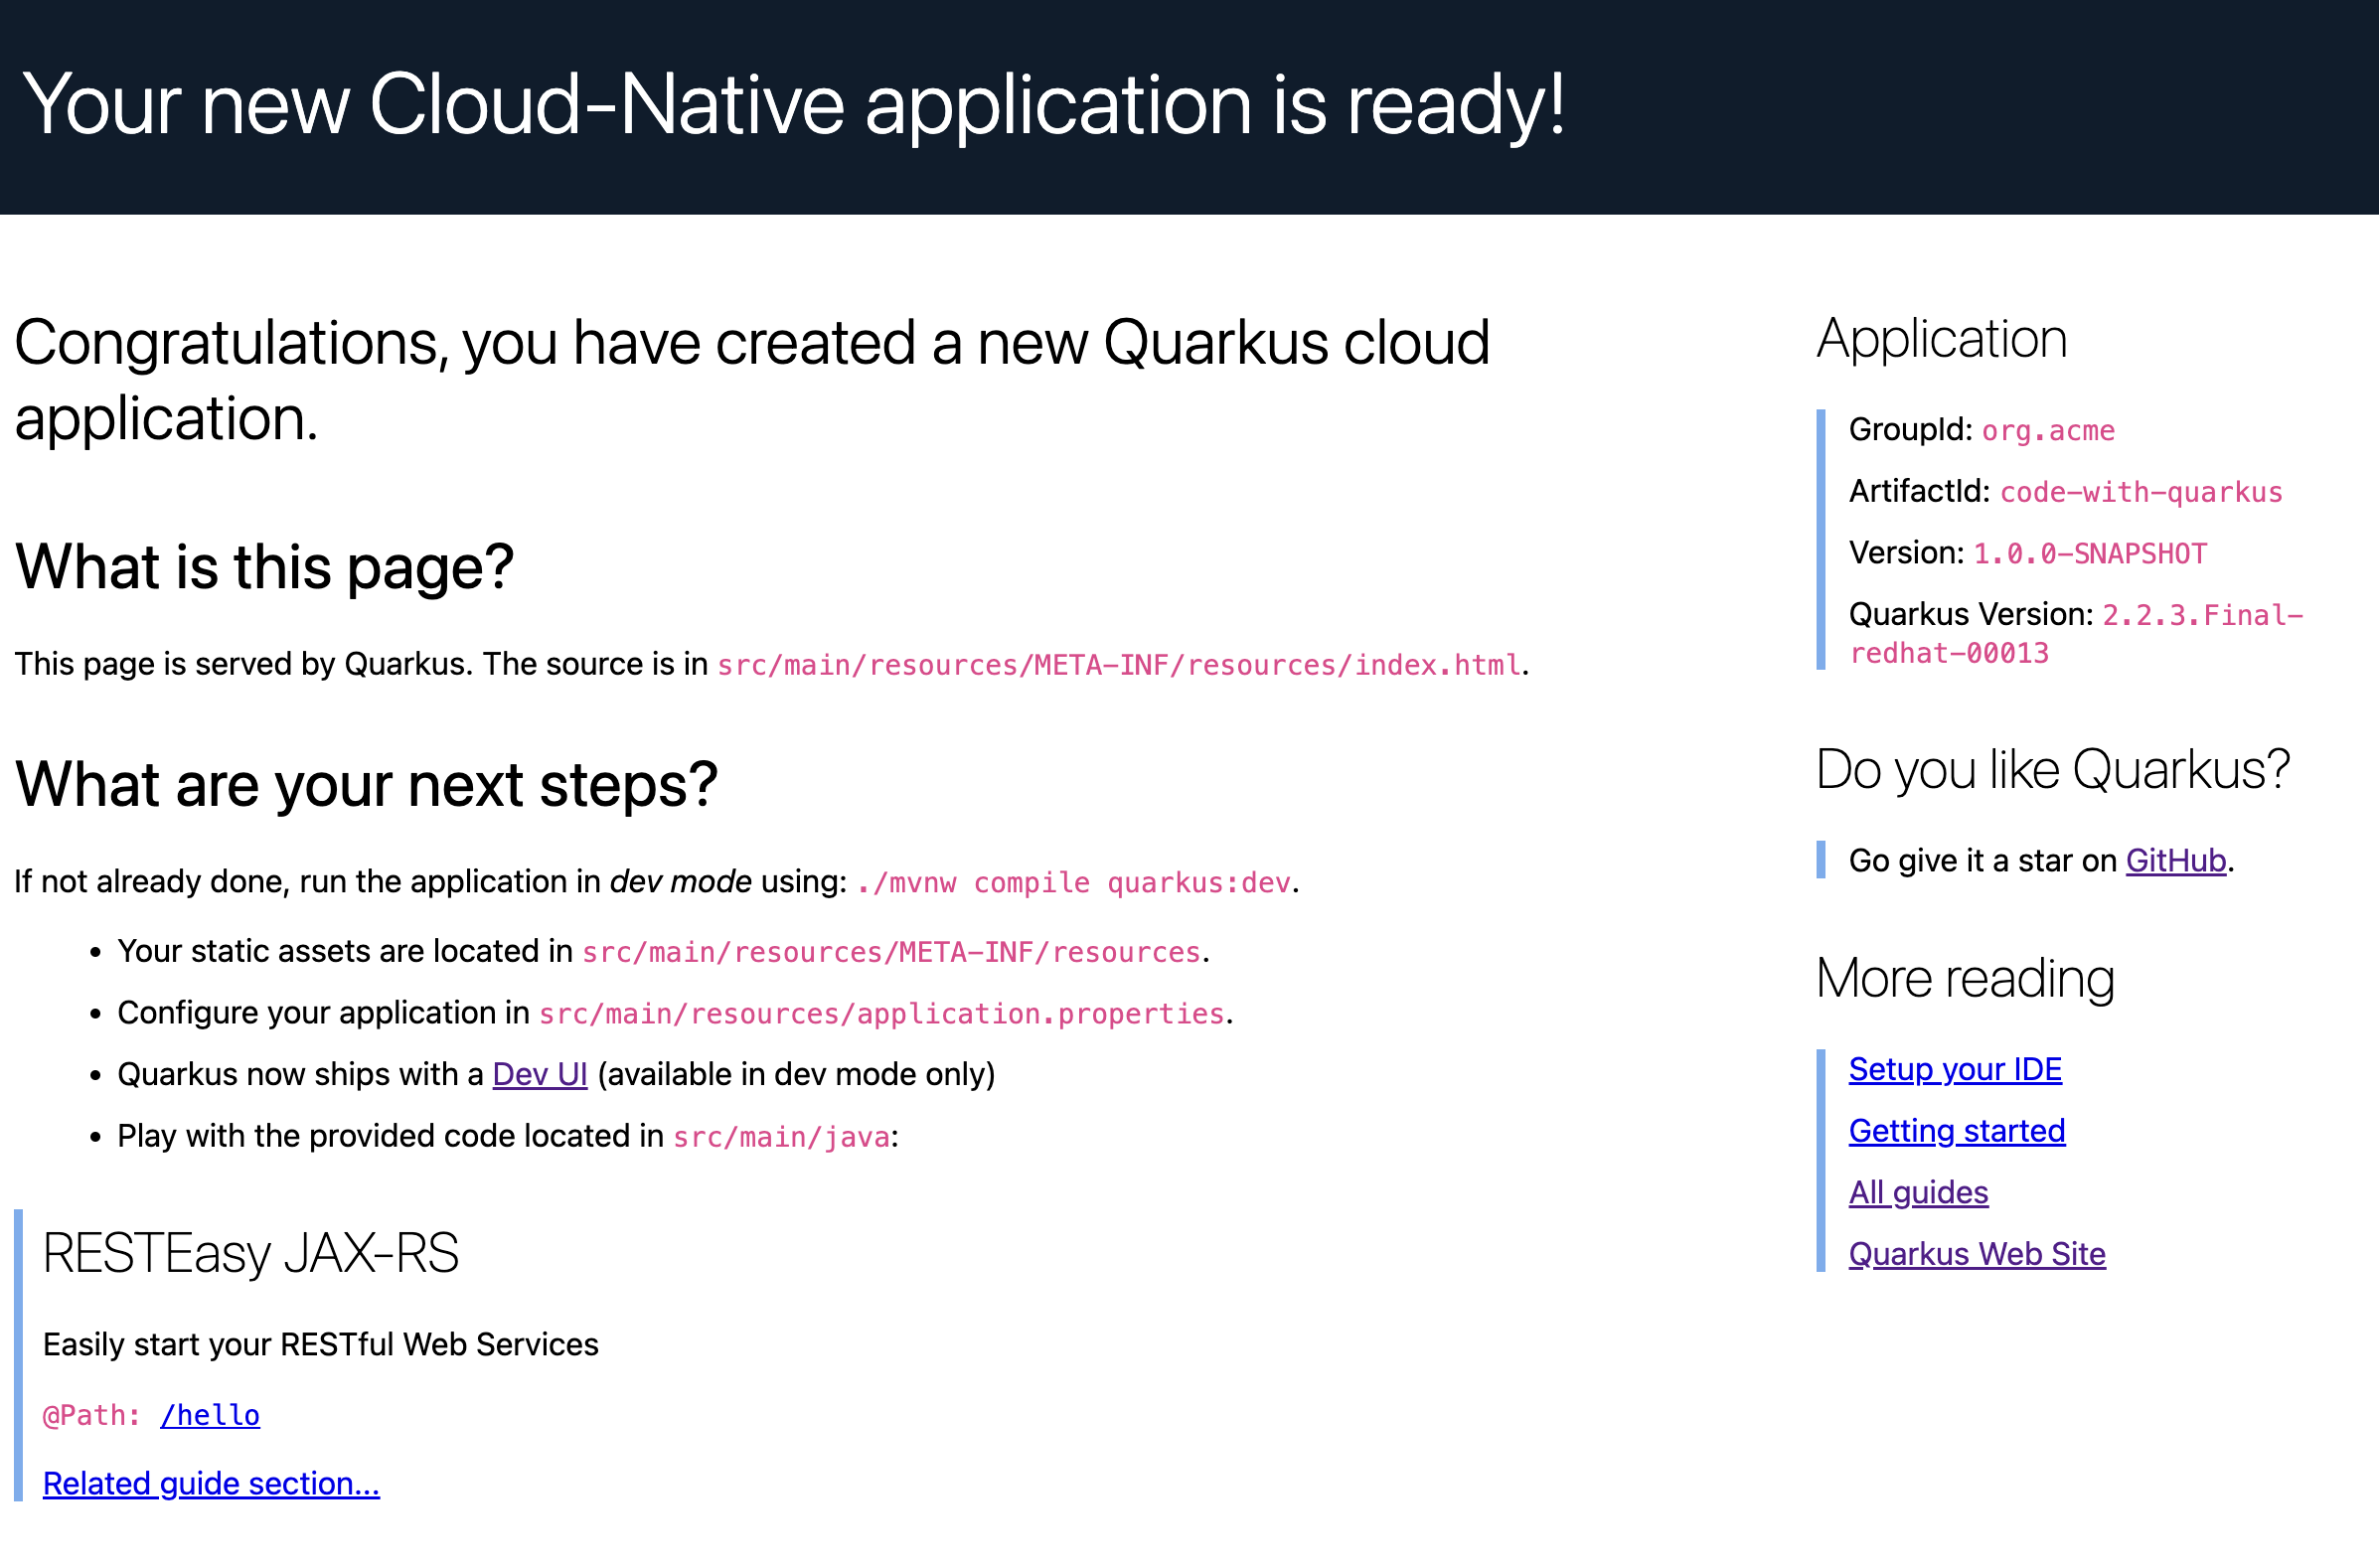 Your new Cloud-Native application is ready!
Congratulations, you have created a new Quarkus cloud
application.
What is this page?
This page is served by Quarkus. The source is in src/main/resources/META-INF/resources/index.html.
What are your next steps?
If not already done, run the application in dev mode using: ./mvnw compile quarkus:dev.
• Your static assets are located in src/main/resources/META-INF/resources.
• Configure your application in src/main/resources/application.properties.
• Quarkus now ships with a Dev UI (available in dev mode only)
• Play with the provided code located in src/main/java:
RESTEasy JAX-RS
Easily start your RESTful Web Services
@Path: /hello
Related guide section...
Application
GroupId: org.acme
ArtifactId: code-with-quarkus
Version: 1.0.0-SNAPSHOT
Quarkus Version: 2.2.3.Final-
redhat-00013
Do you like Quarkus?
Go give it a star on GitHub.
More reading
Setup your IDE
Getting started
All guides
Quarkus Web Site